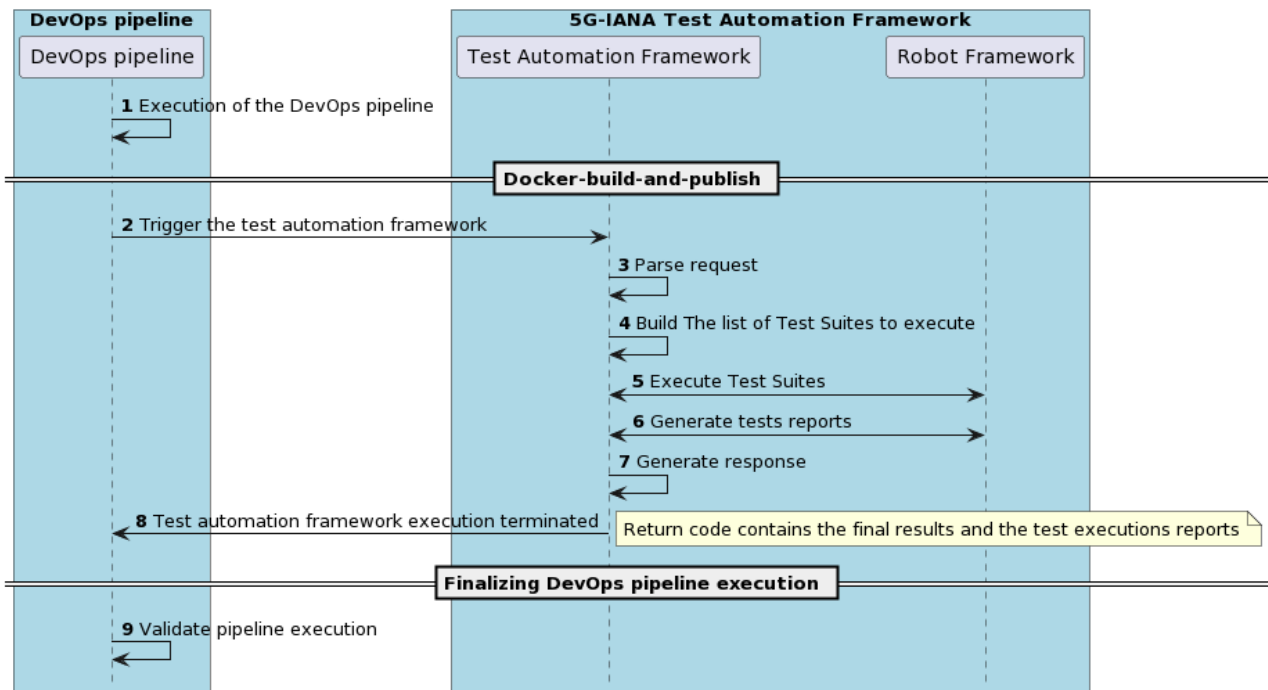 DevOps pipeline
5G-IANA Test Automation Framework
DevOps pipeline
Test Automation Framework
Robot Framework
1 Execution of the DevOps pipeline
Docker-build-and-publish
2 Trigger the test automation framework
3 Parse request
4 Build The list of Test Suites to execute
5 Execute Test Suites
6 Generate tests reports
7 Generate response
8 Test automation framework execution terminated
Return code contains the final results and the test executions reports
Finalizing DevOps pipeline execution
9 Validate pipeline execution